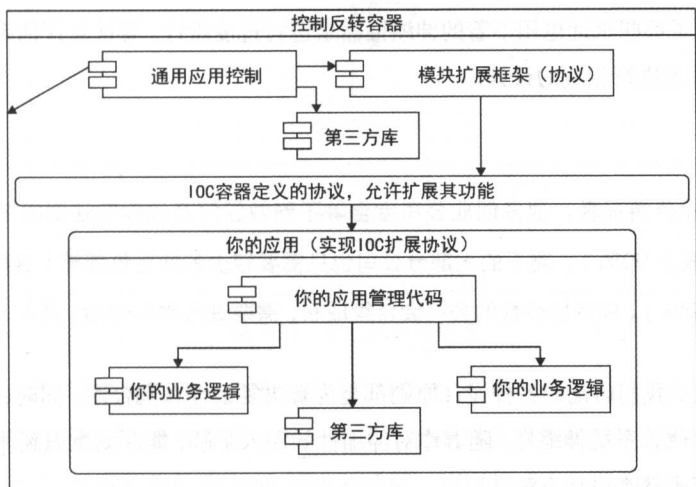 控制反转容器
通用应用控制
模块扩展框架（协议）
第三方库
IOC容器定义的协议，允许扩展其功能
你的应用（实现IOC扩展协议）
你的应用管理代码
你的业务逻辑
你的业务逻辑
第三方库